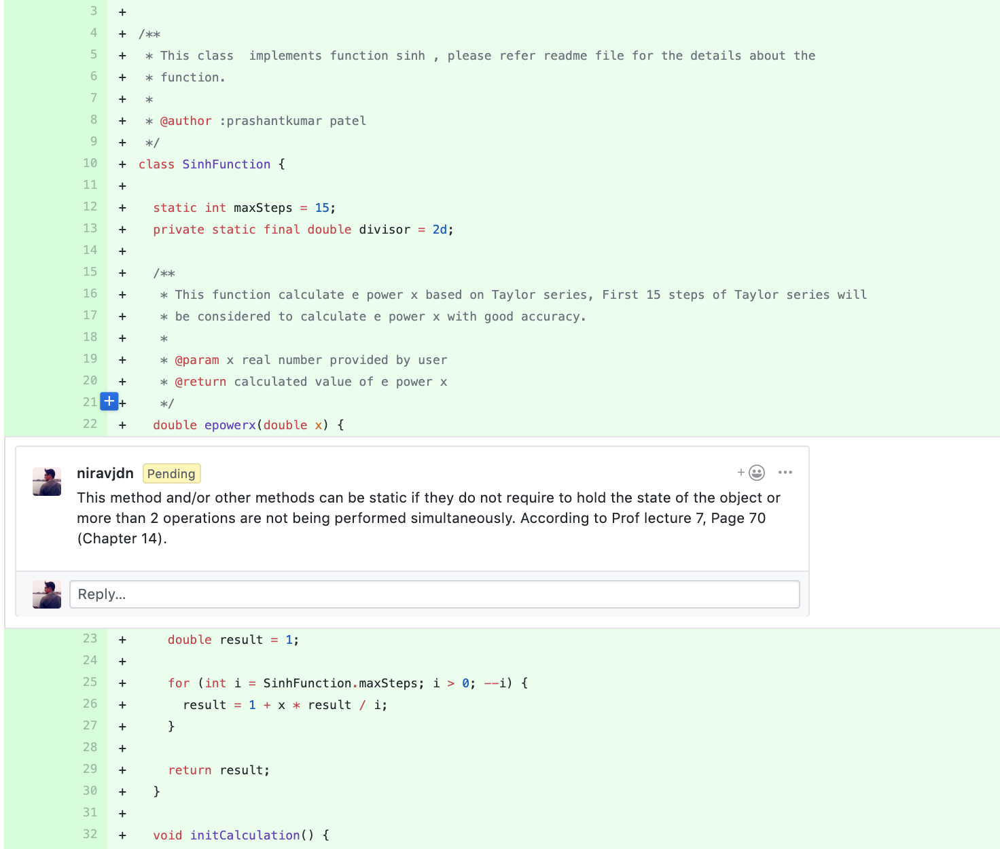 3 +
4 + /**
5 + * This class  implements function sinh , please refer readme file for the details about the
6 + * function.
7 + *
8 + * @author :prashantkumar patel
9 + */
10 + class SinhFunction {
11 +
12 + static int maxSteps = 15;
13 + private static final double divisor = 2d;
14 +
15 + /**
16 + * This function calculate e power x based on Taylor series, First 15 steps of Taylor series will
17 + * be considered to calculate e power x with good accuracy.
18 + *
19 + * @param x real number provided by user
20 + * @return calculated value of e power x
21 + + */
22 + double epowerx(double x) {
niravjdn Pending + •••
This method and/or other methods can be static if they do not require to hold the state of the object or
more than 2 operations are not being performed simultaneously. According to Prof lecture 7, Page 70
(Chapter 14).
Reply...
23 + double result = 1;
24 +
25 + for (int i = SinhFunction.maxSteps; i > 0; --i) {
26 + result = 1 + x * result / i;
27 + }
28 +
29 + return result;
30 + }
31 +
32 + void initCalculation() {